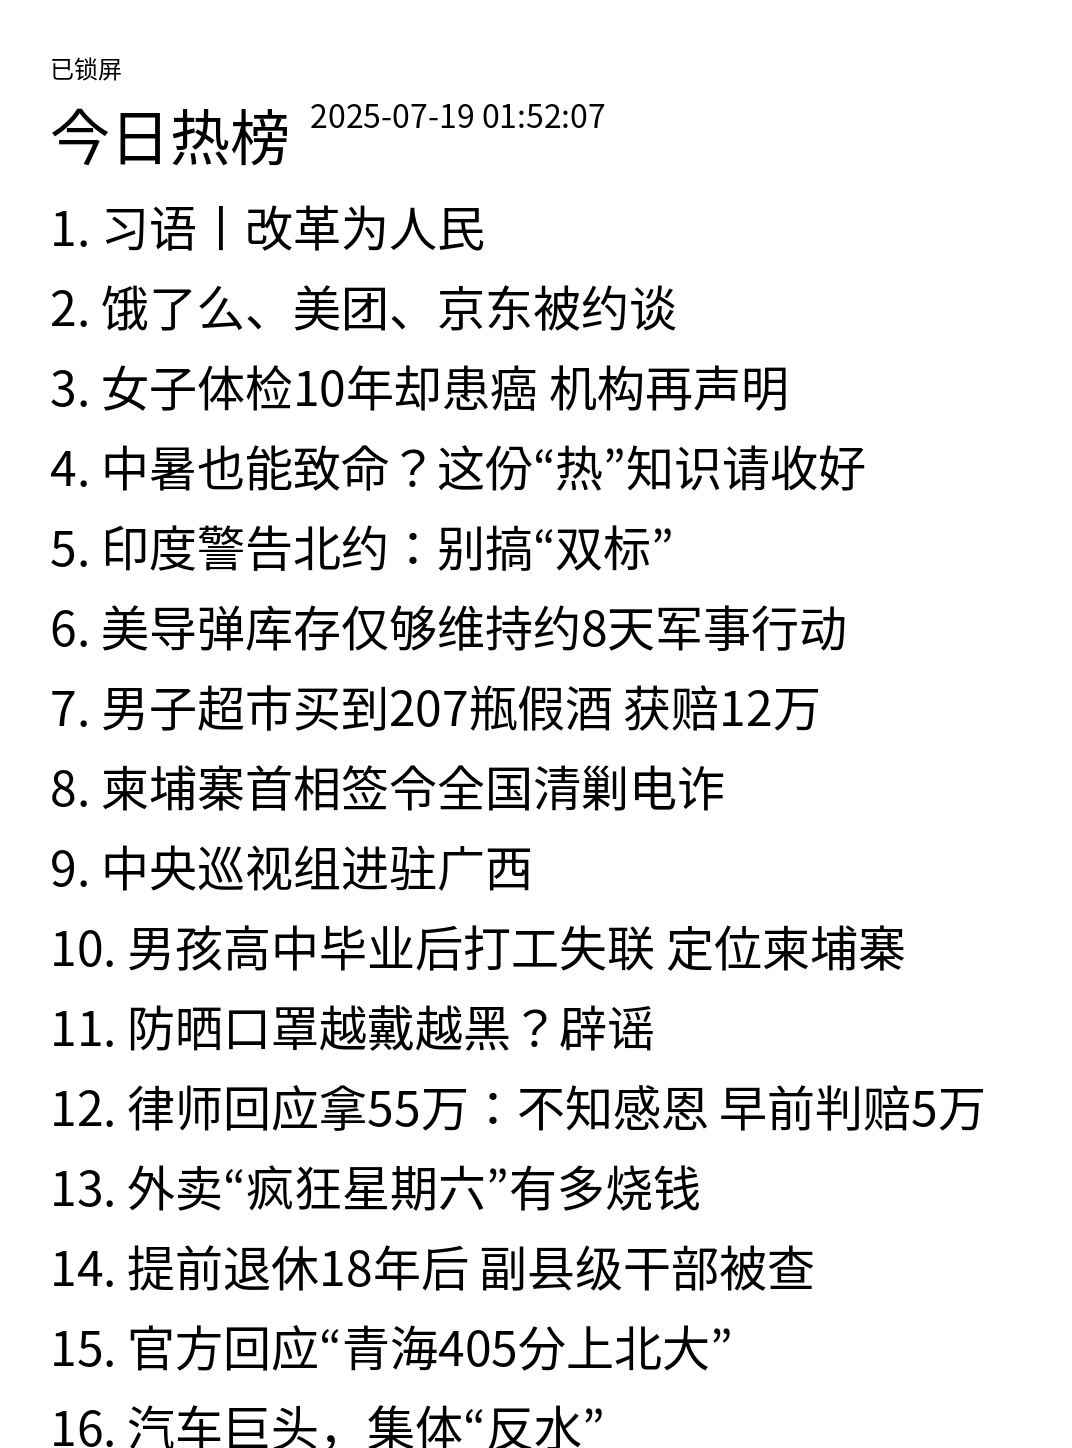 已锁屏
今日热榜 2025-07-19 01:52:07
1. 习语丨改革为人民
2. 饿了么、美团、京东被约谈
3. 女子体检10年却患癌 机构再声明
4. 中暑也能致命？这份“热”知识请收好
5. 印度警告北约：别搞“双标”
6. 美导弹库存仅够维持约8天军事行动
7. 男子超市买到207瓶假酒 获赔12万
8. 柬埔寨首相签令全国清剿电诈
9. 中央巡视组进驻广西
10. 男孩高中毕业后打工失联 定位柬埔寨
11. 防晒口罩越戴越黑？辟谣
12. 律师回应拿55万：不知感恩 早前判赔5万
13. 外卖“疯狂星期六”有多烧钱
14. 提前退休18年后 副县级干部被查
15. 官方回应“青海405分上北大”
16. 汽车巨头，集体“反水”